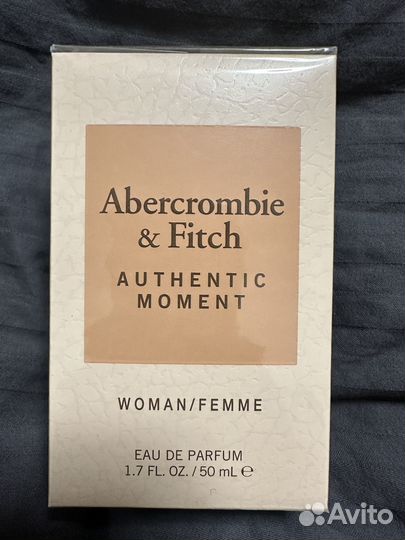 Abercrombie
& Fitch
AUTHENTIC
MOMENT
WOMAN/FEMME
EAU DE PARFUM
1.7 FL. OZ. / 50 mL ℮
Avito